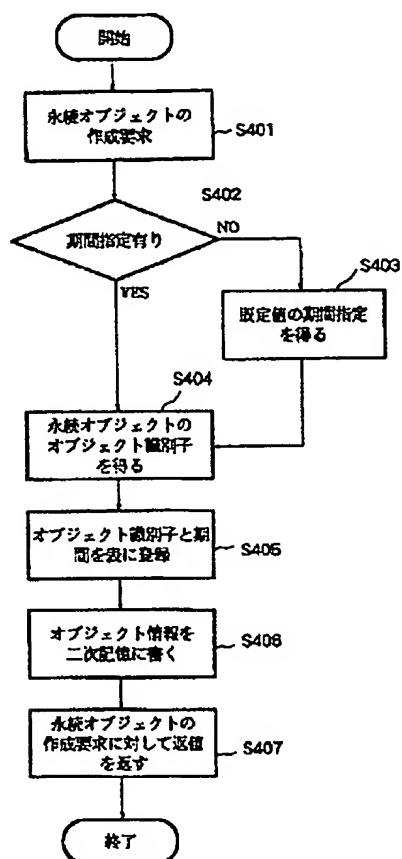 開始
永続オブジェクトの
作成要求
S401
S402
期間指定有り
NO
YES
S403
既定値の期間指定
を得る
S404
永続オブジェクトの
オブジェクト識別子
を得る
オブジェクト識別子と期
間を表に登録
S405
オブジェクト情報を
二次記憶に書く
S406
永続オブジェクトの
作成要求に対して返値
を返す
S407
終了